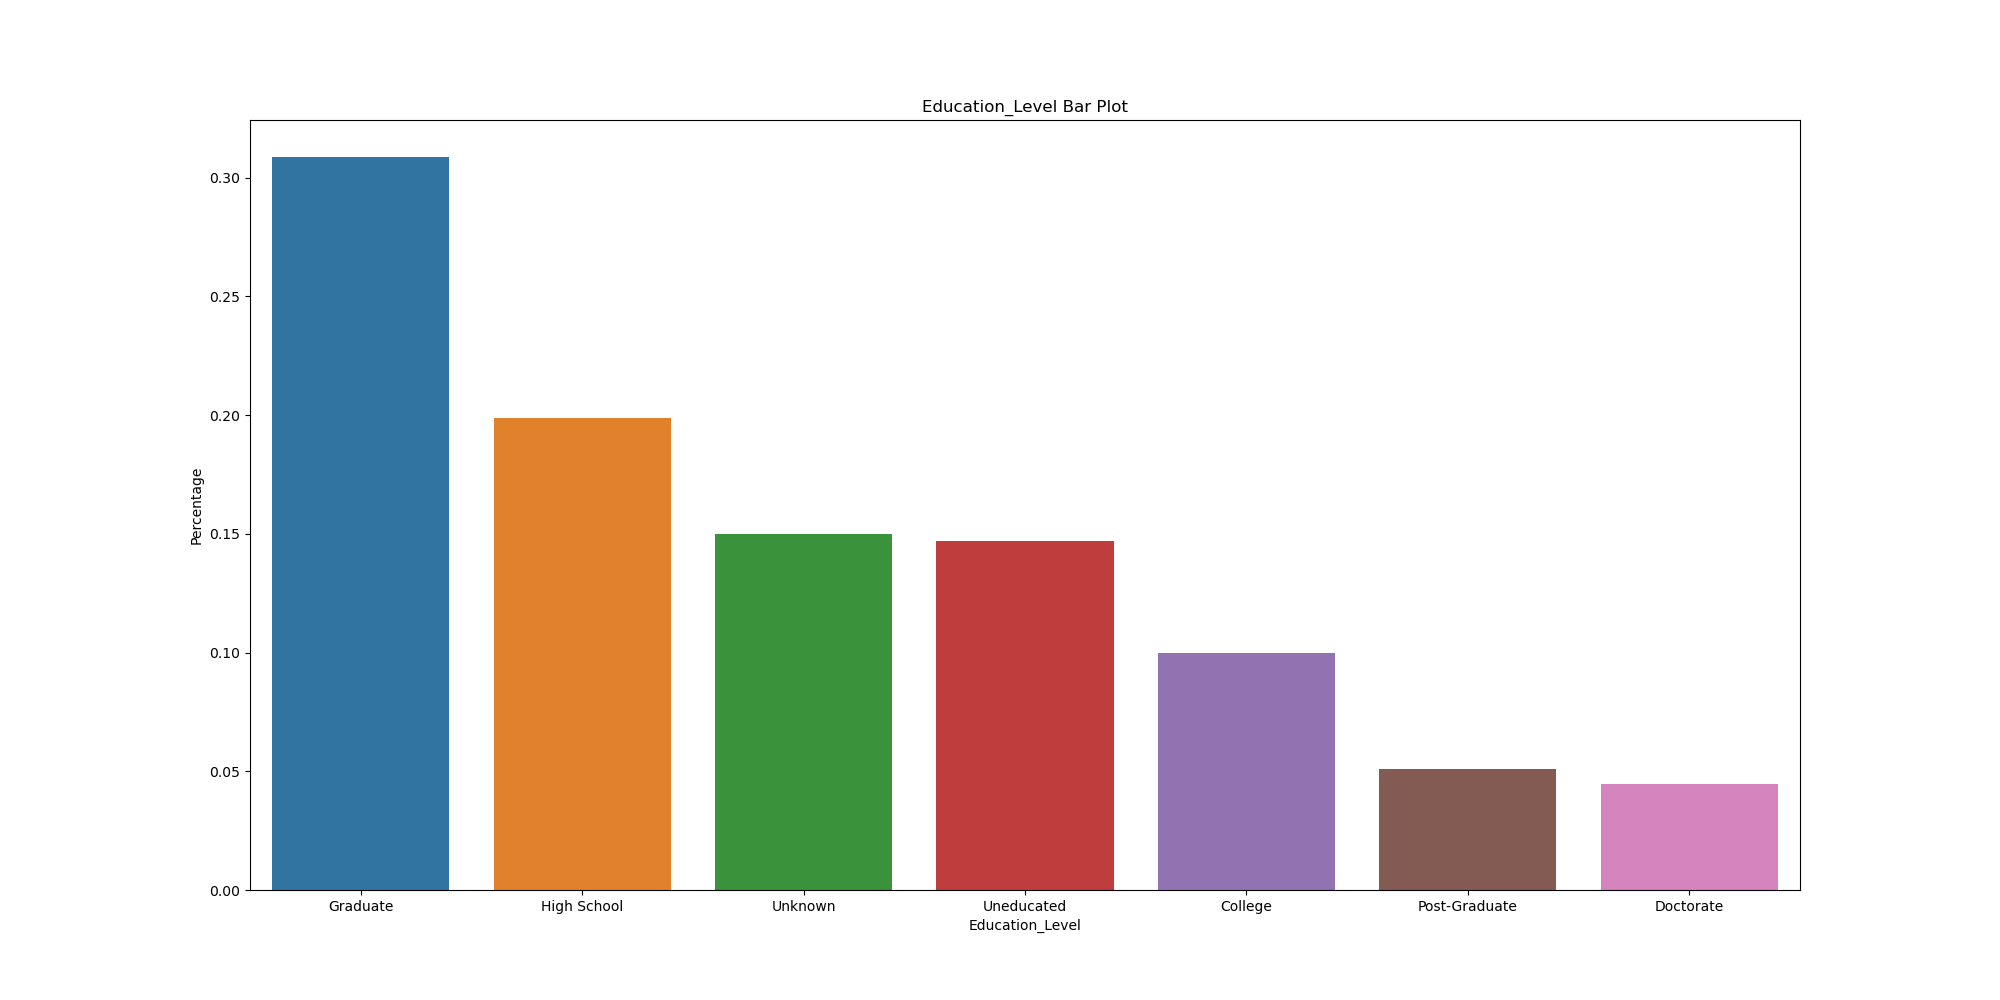 Education_Level Bar Plot
0.30
0.25
0.20
0.15
0.10
0.05
0.00
Percentage
Graduate High School Unknown Uneducated College Post-Graduate Doctorate
Education_Level